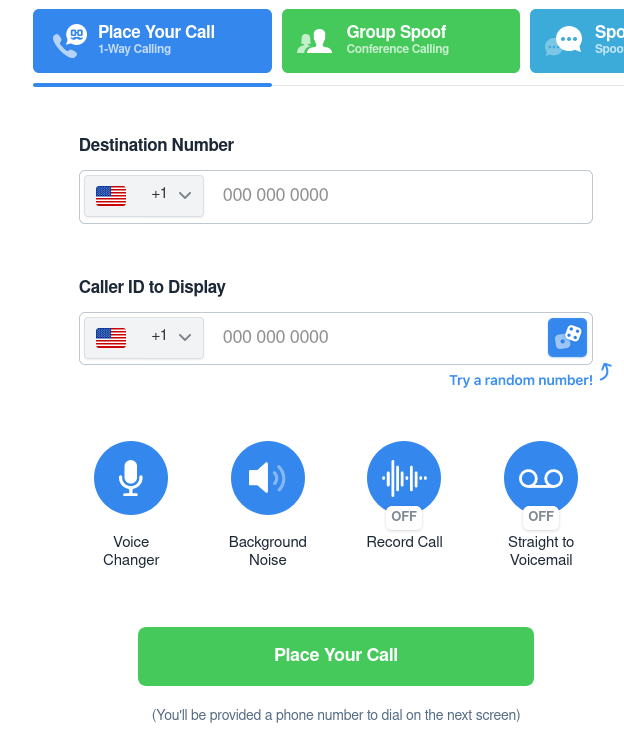 Place Your Call
1-Way Calling
Group Spoof
Conference Calling
Spo
Spoo
Destination Number
+1
000 000 0000
Caller ID to Display
+1
000 000 0000
Try a random number!
Voice
Changer
Background
Noise
OFF
Record Call
OFF
Straight to
Voicemail
Place Your Call
(You'll be provided a phone number to dial on the next screen)